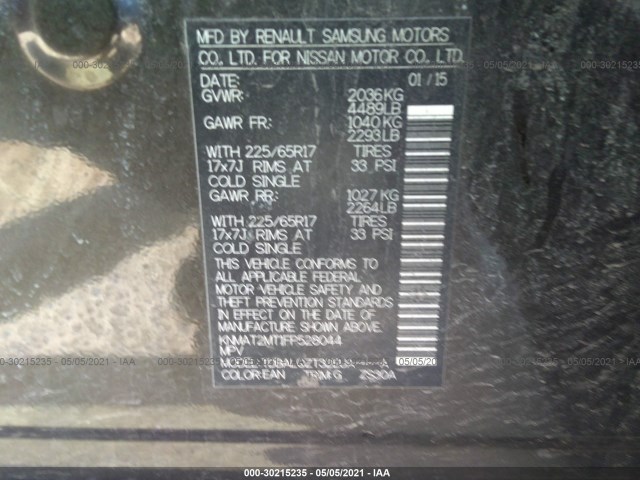 MFD BY RENAULT SAMSUNG MOTORS
CO., LTD. FOR NISSAN MOTOR CO., LTD.
DATE: 01/15
GVWR: 2036KG
4489LB
GAWR FR: 1040KG
2293LB
WITH 225/65R17 TIRES
17x7J RIMS AT 33 PSI
COLD SINGLE
GAWR RR: 1027 KG
2264LB
WITH 225/65R17 TIRES
17x7J RIMS AT 33 PSI
COLD SINGLE
THIS VEHICLE CONFORMS TO
ALL APPLICABLE FEDERAL
MOTOR VEHICLE SAFETY AND
THEFT PREVENTION STANDARDS
IN EFFECT ON THE DATE OF
MANUFACTURE SHOWN ABOVE.
000-30215235 - 05/05/2021 - IAA
KNMAT2MT1FP528044
MPV
MODEL:
000-30215235 - 05/05/2021 - IAA
05/05/20
COLOR:EAN TRIM:G ZS30A
000-30215235 - 05/05/2021 - IAA